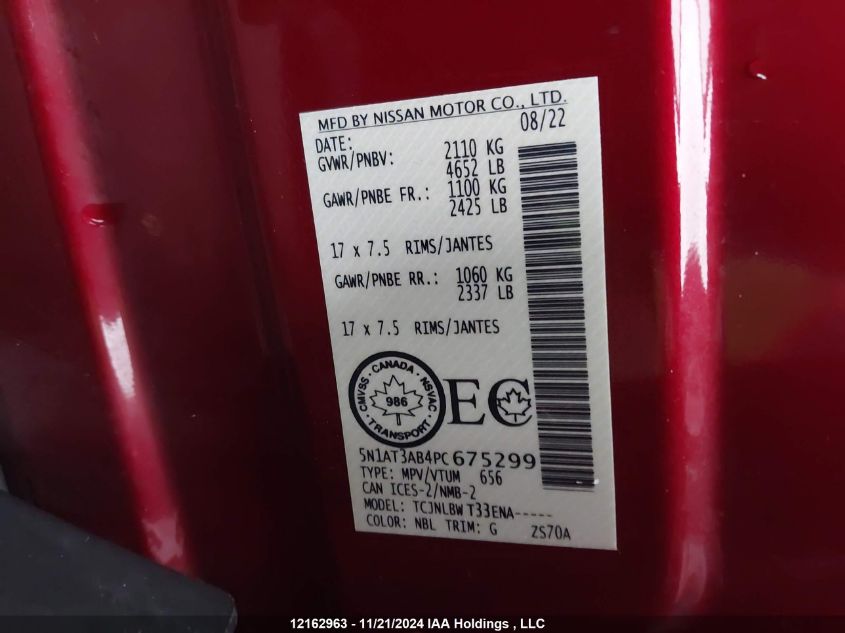 MFD BY NISSAN MOTOR CO., LTD.
DATE: 08/22
GVWR/PNBV: 2110 KG
4652 LB
GAWR/PNBE FR.: 1100 KG
2425 LB
17 x 7.5 RIMS/JANTES
GAWR/PNBE RR.: 1060 KG
2337 LB
17 x 7.5 RIMS/JANTES
CMVSS · CANADA · NSVAC · TRANSPORT ·
986
EC
5N1AT3AB4PC675299
TYPE: MPV/VTUM 656
CAN ICES-2/NMB-2
MODEL: TCJNLBW T33ENA-----
COLOR: NBL TRIM: G ZS70A
12162963 - 11/21/2024 IAA Holdings , LLC